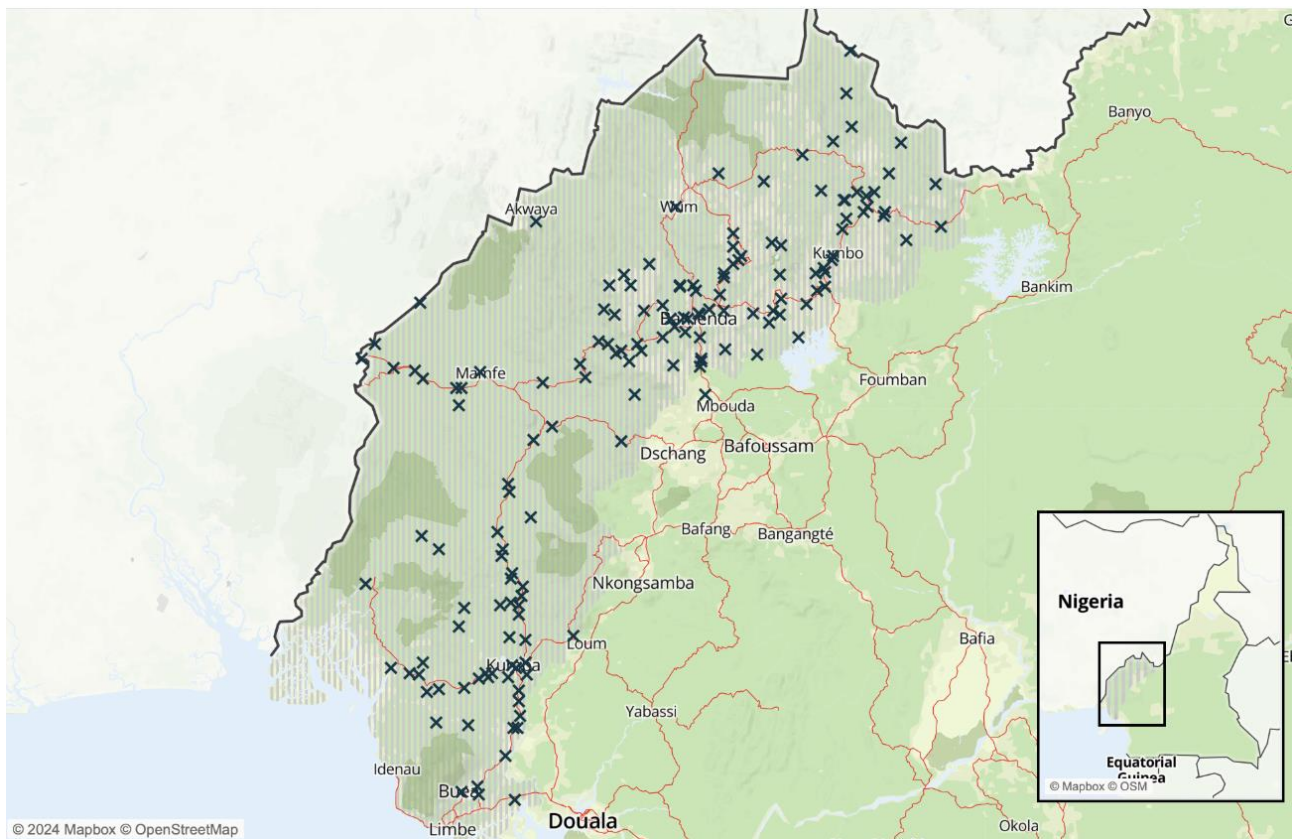 G
Banyo
Akwaya
Wum
Kumbo
Bankim
Bamenda
Mamfe
Foumban
Mbouda
Bafoussam
Dschang
Bafang
Bangangté
Nkongsamba
Nigeria
Loum
Bafia
Kumba
Yabassi
Idenau
Equatorial
Guinea
Buea
© Mapbox © OSM
Limbe
Douala
Okola
© 2024 Mapbox © OpenStreetMap